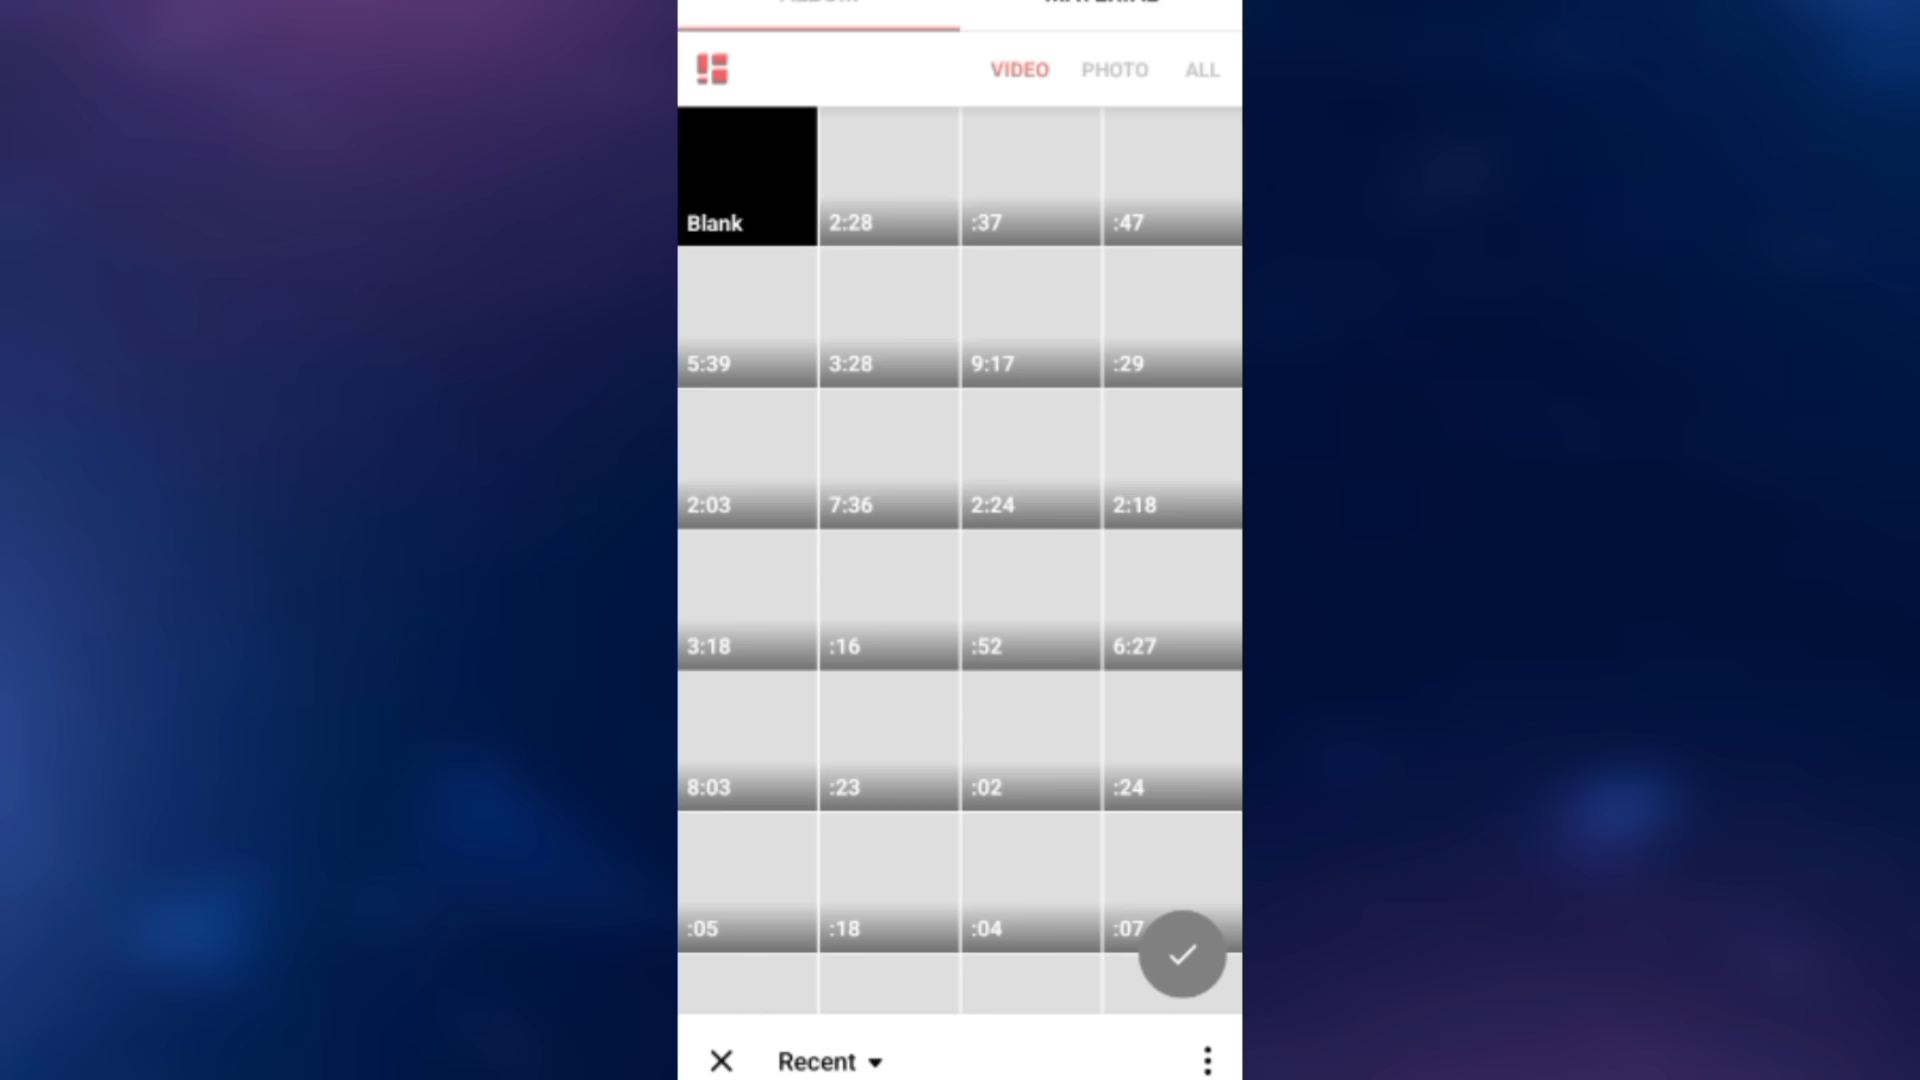 MATERIAL
VIDEO PHOTO ALL
Blank 2:28 :37 :47
5:39 3:28 9:17 :29
2:03 7:36 2:24 2:18
3:18 :16 :52 6:27
8:03 :23 :02 :24
:05 :18 :04 :07
Recent